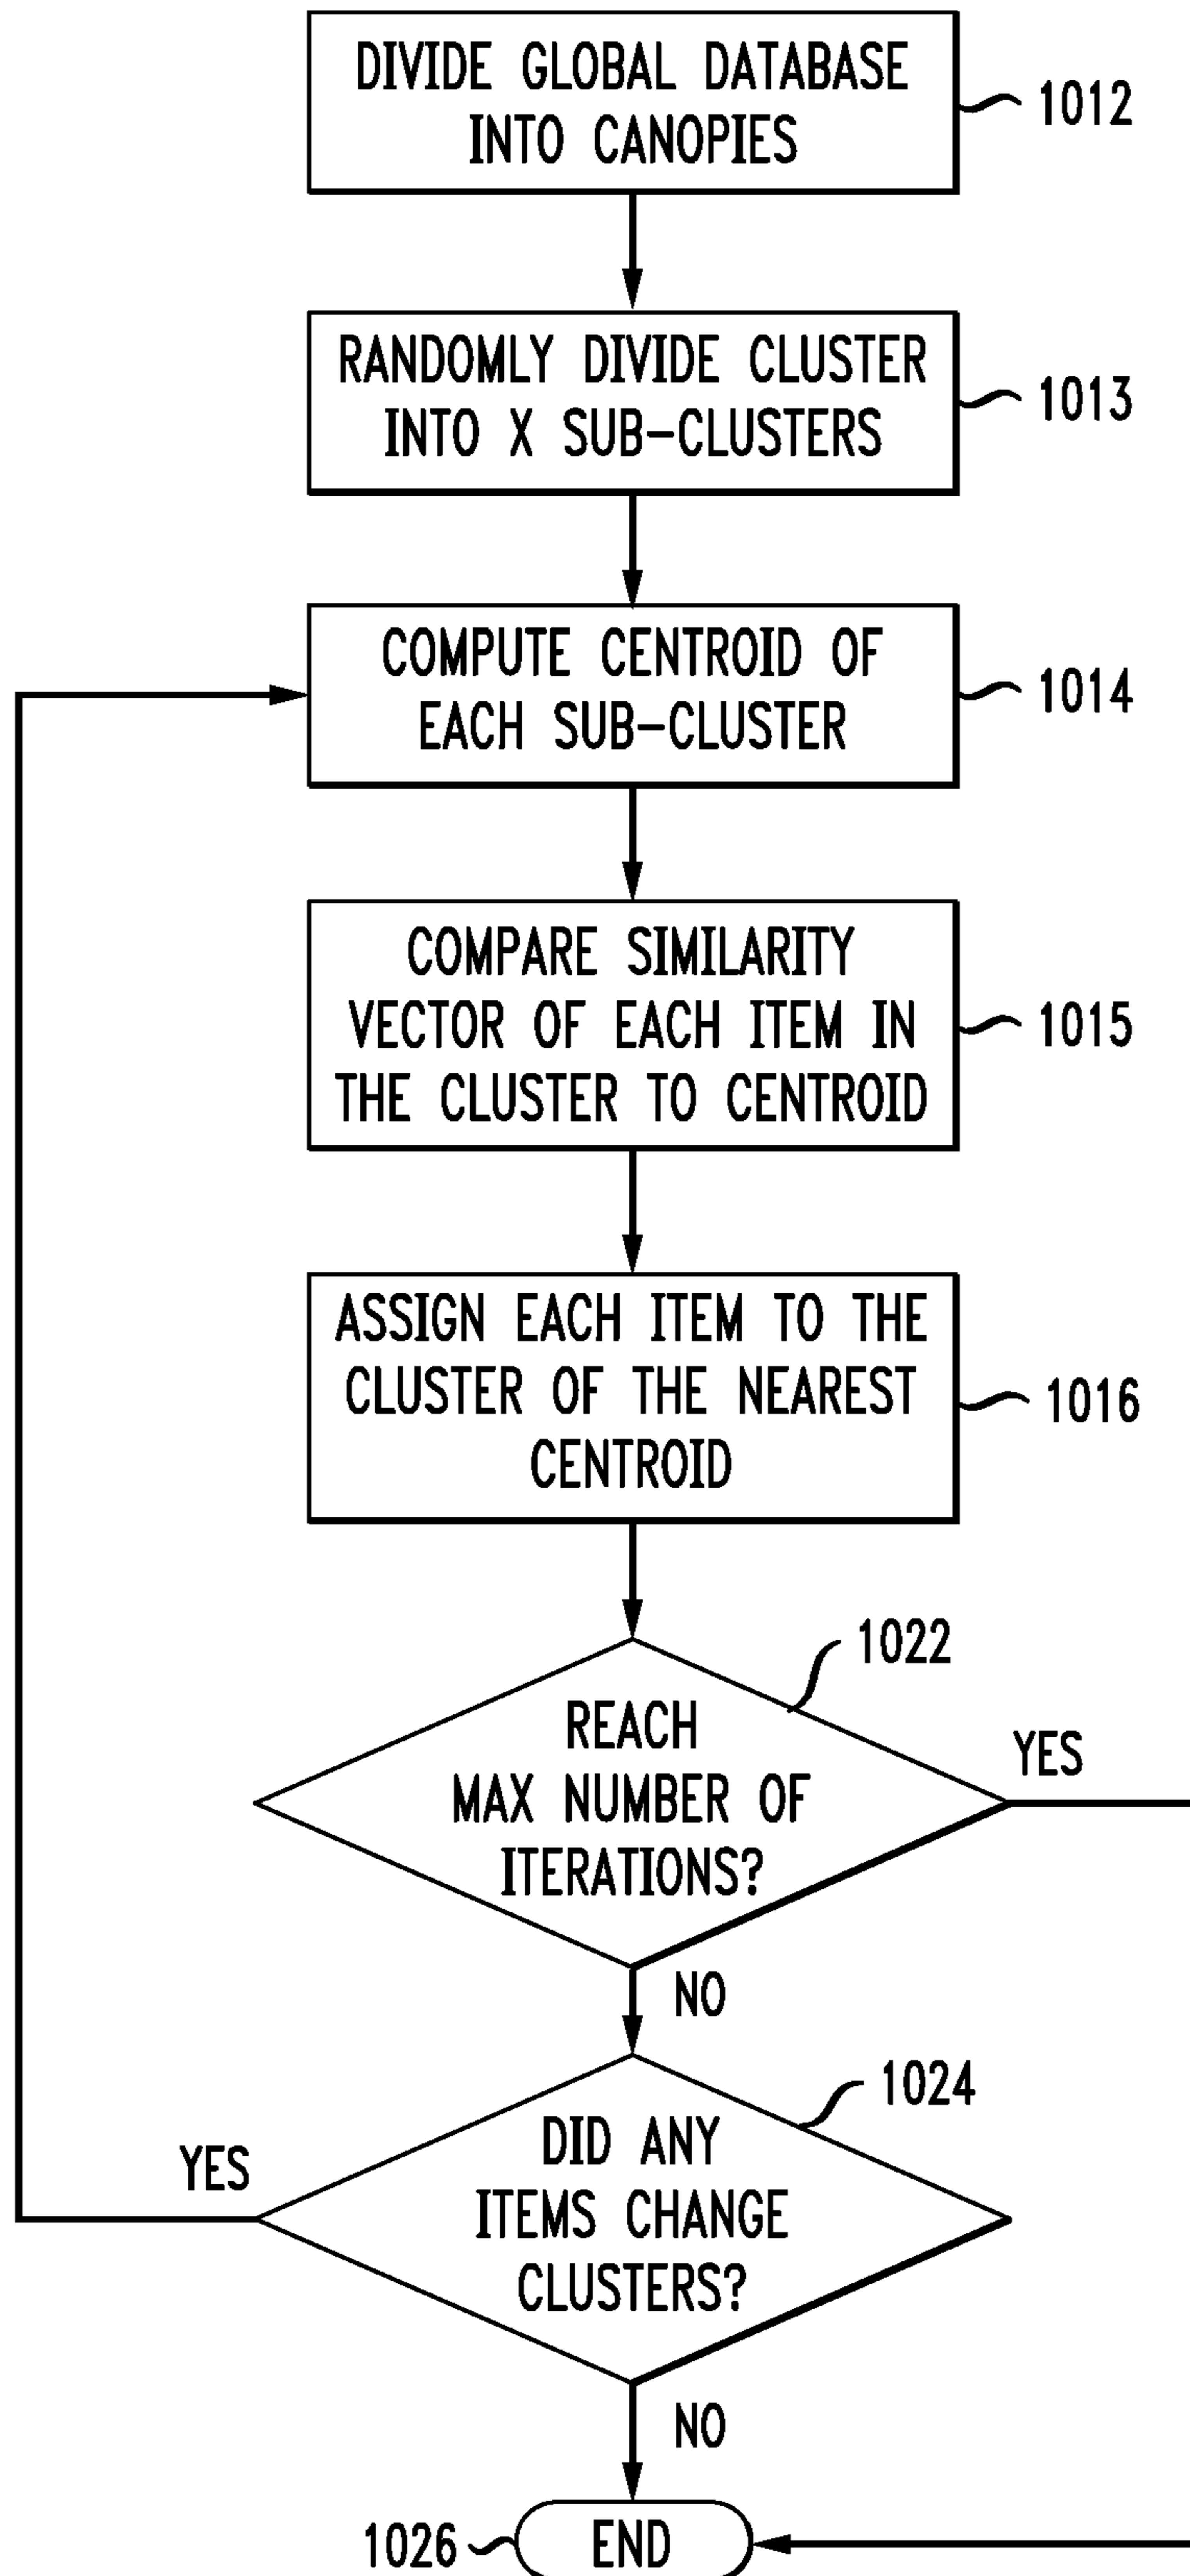 DIVIDE GLOBAL DATABASE
INTO CANOPIES
1012
RANDOMLY DIVIDE CLUSTER
INTO X SUB-CLUSTERS
1013
COMPUTE CENTROID OF
EACH SUB-CLUSTER
1014
COMPARE SIMILARITY
VECTOR OF EACH ITEM IN
THE CLUSTER TO CENTROID
1015
ASSIGN EACH ITEM TO THE
CLUSTER OF THE NEAREST
CENTROID
1016
1022
REACH
MAX NUMBER OF
ITERATIONS?
YES
NO
1024
DID ANY
ITEMS CHANGE
CLUSTERS?
YES
NO
1026
END